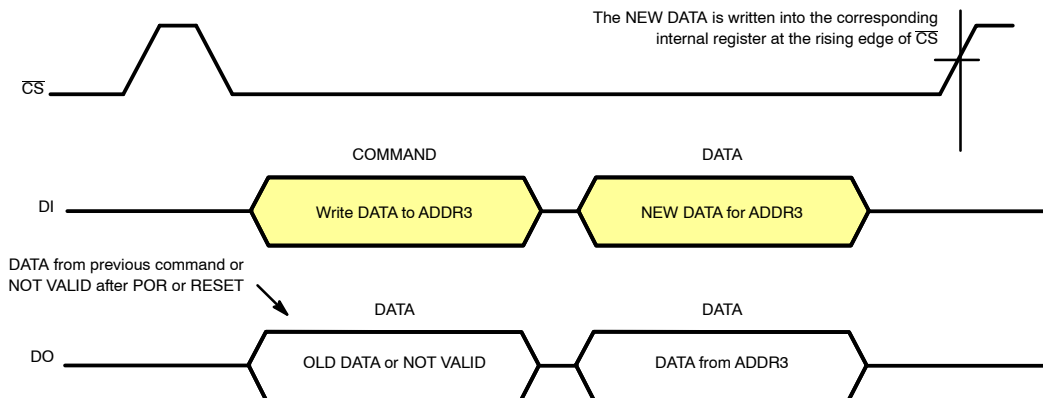 The NEW DATA is written into the corresponding
internal register at the rising edge of C̅S̅
C̅S̅
COMMAND
DATA
DI
Write DATA to ADDR3
NEW DATA for ADDR3
DATA from previous command or
NOT VALID after POR or RESET
DATA
DATA
DO
OLD DATA or NOT VALID
DATA from ADDR3